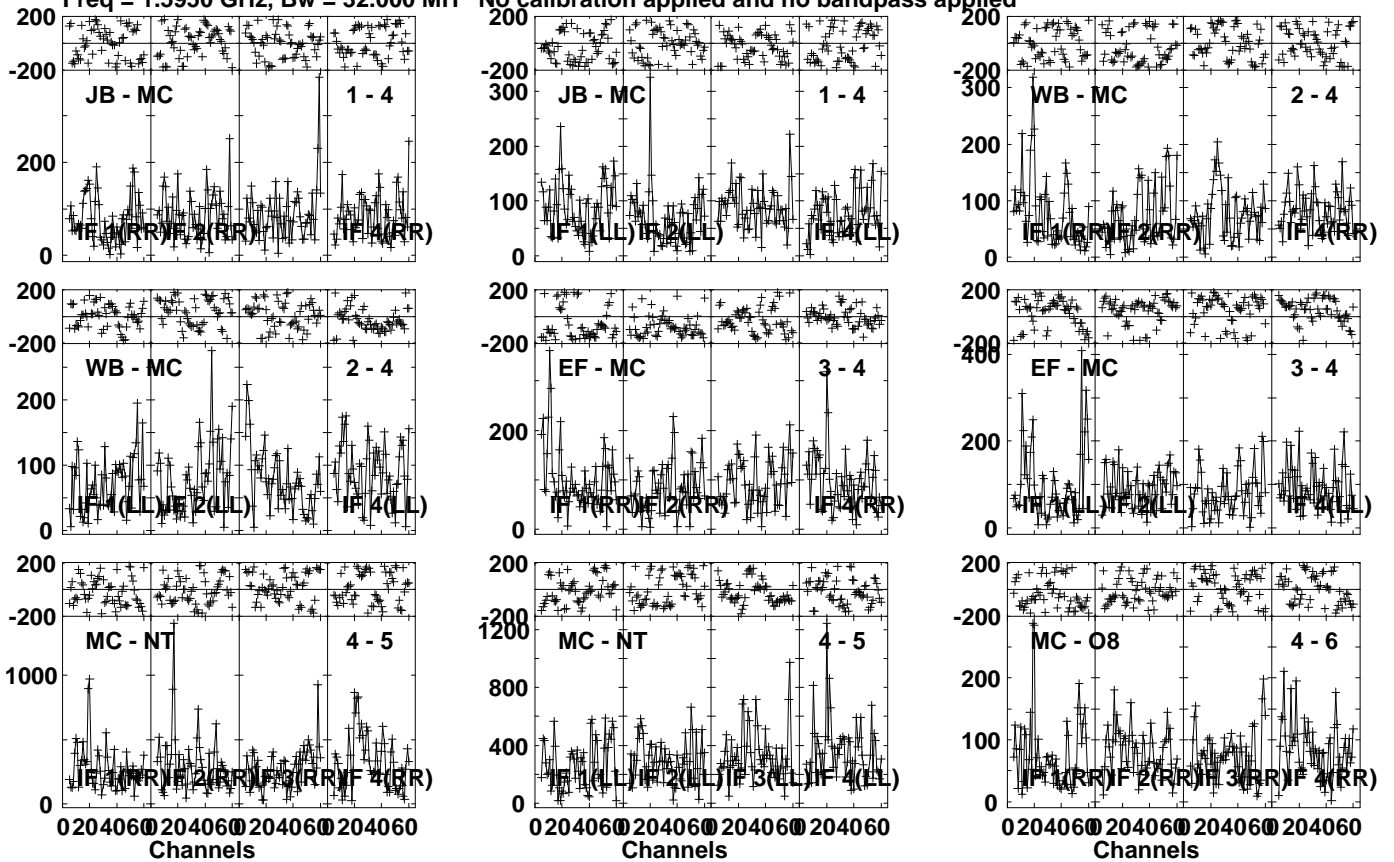 Freq = 1.5950 GHz, Bw = 32.000 MH No calibration applied and no bandpass applied
200
-200
JB - MC 1 - 4
200
0
IF 1(RR) IF 2(RR) IF 4(RR)
200
-200
300
JB - MC 1 - 4
200
100
0
IF 1(LL) IF 2(LL) IF 4(LL)
200
-200
300
WB - MC 2 - 4
200
100
0
IF 1(RR) IF 2(RR) IF 4(RR)
200
-200
WB - MC 2 - 4
200
100
0
IF 1(LL) IF 2(LL) IF 4(LL)
200
-200
EF - MC 3 - 4
200
0
IF 1(RR) IF 2(RR) IF 4(RR)
200
-200
400
EF - MC 3 - 4
200
0
IF 1(LL) IF 2(LL) IF 4(LL)
200
-200
MC - NT 4 - 5
1000
0
IF 1(RR) IF 2(RR) IF 3(RR) IF 4(RR)
0 20 40 60 0 20 40 60 0 20 40 60 0 20 40 60
Channels
200
-200
1200
MC - NT 4 - 5
800
400
0
IF 1(LL) IF 2(LL) IF 3(LL) IF 4(LL)
0 20 40 60 0 20 40 60 0 20 40 60 0 20 40 60
Channels
200
-200
MC - O8 4 - 6
200
100
0
IF 1(RR) IF 2(RR) IF 3(RR) IF 4(RR)
0 20 40 60 0 20 40 60 0 20 40 60 0 20 40 60
Channels